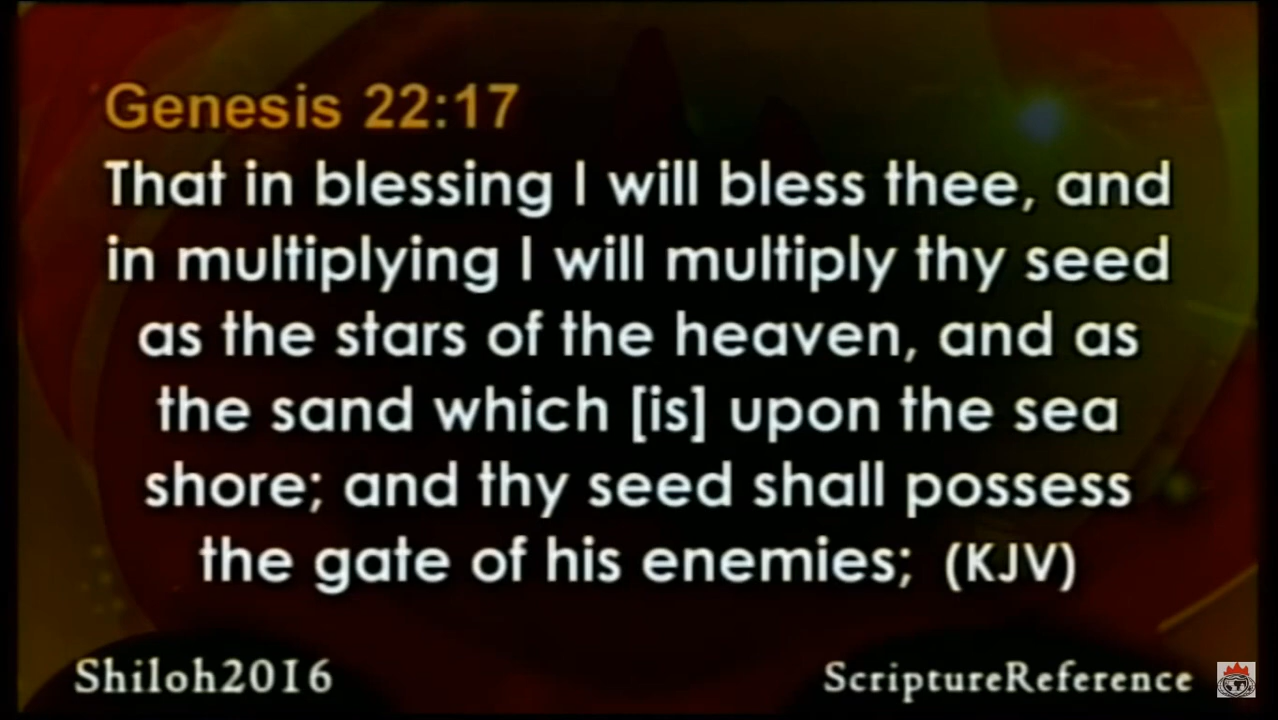 Genesis 22:17
That in blessing I will bless thee, and
in multiplying I will multiply thy seed
as the stars of the heaven, and as
the sand which [is] upon the sea
shore; and thy seed shall possess
the gate of his enemies; (KJV)
Shiloh2016
ScriptureReference